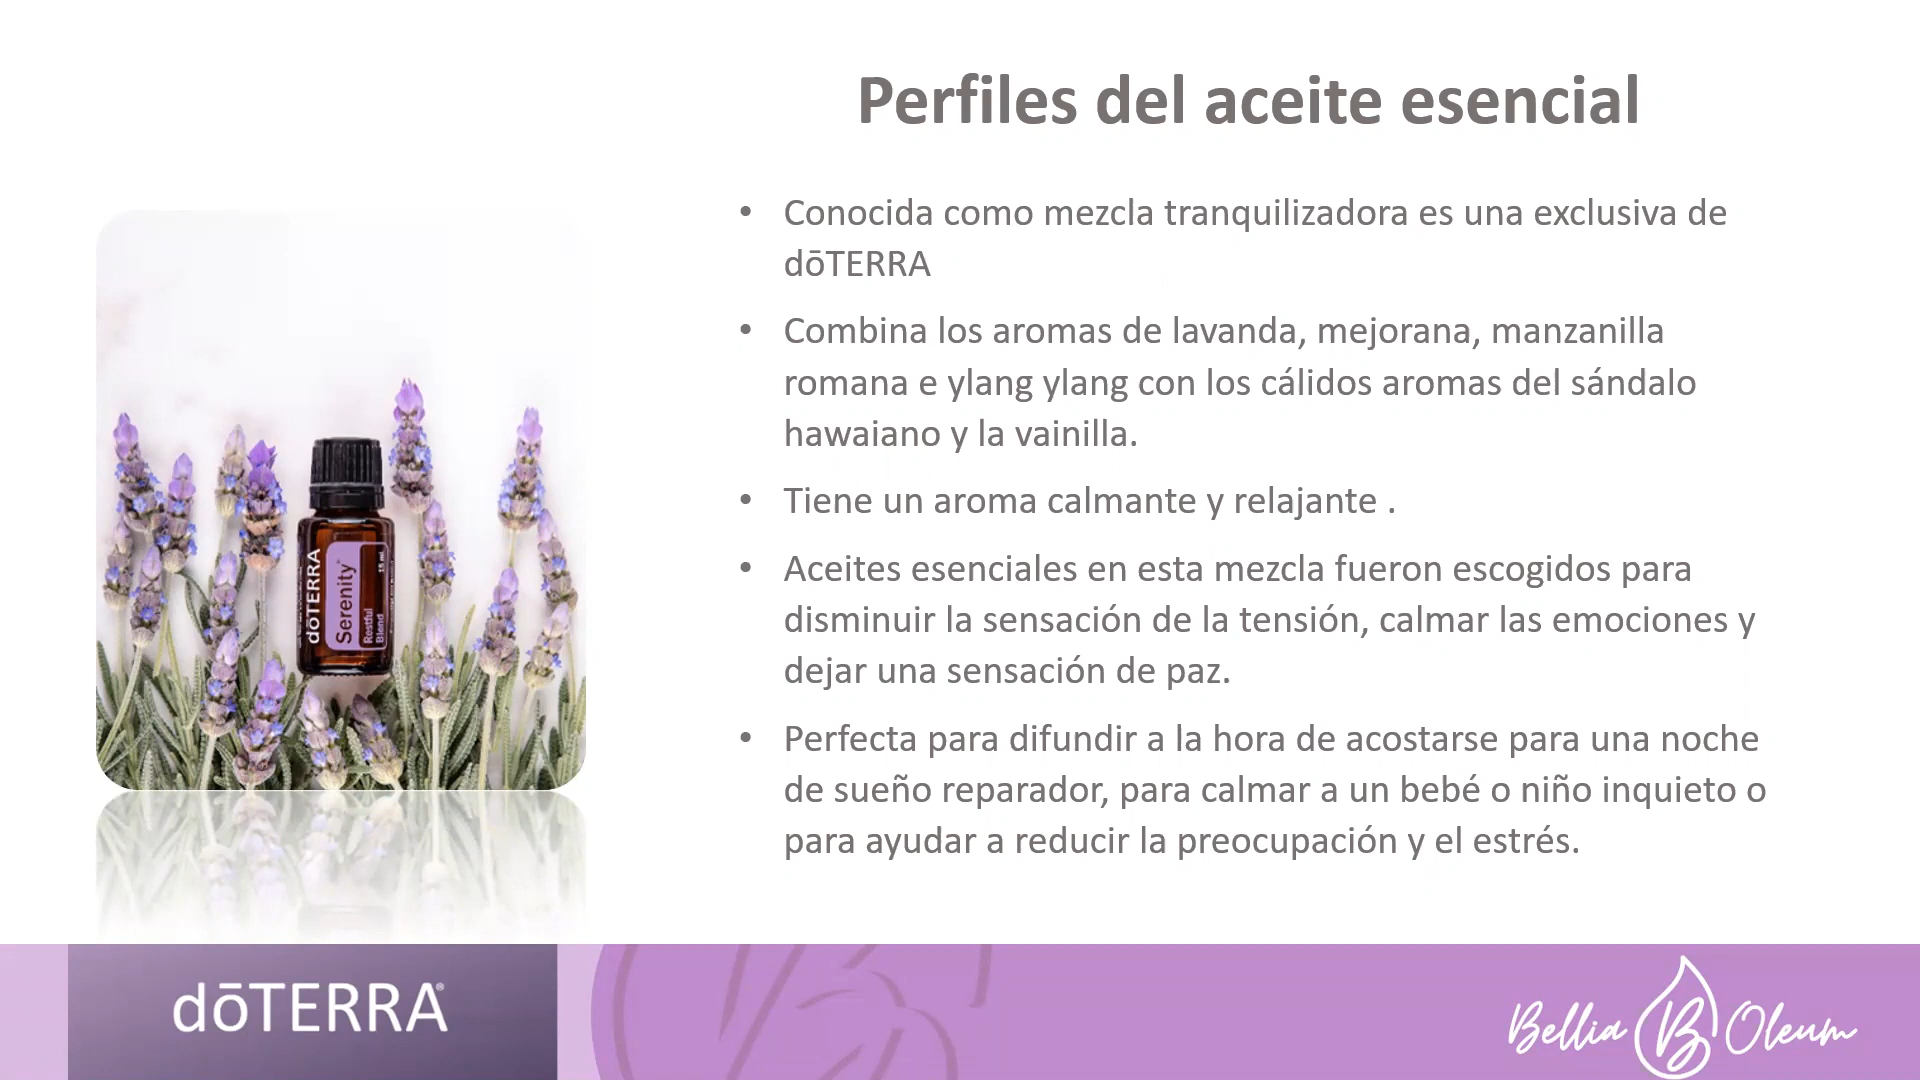 Perfiles del aceite esencial
• Conocida como mezcla tranquilizadora es una exclusiva de
dōTERRA
• Combina los aromas de lavanda, mejorana, manzanilla
romana e ylang ylang con los cálidos aromas del sándalo
hawaiano y la vainilla.
• Tiene un aroma calmante y relajante .
• Aceites esenciales en esta mezcla fueron escogidos para
disminuir la sensación de la tensión, calmar las emociones y
dejar una sensación de paz.
• Perfecta para difundir a la hora de acostarse para una noche
de sueño reparador, para calmar a un bebé o niño inquieto o
para ayudar a reducir la preocupación y el estrés.
dōTERRA
Serenity
Restful
Blend
15 ml
dōTERRA®
Bellia B Oleum